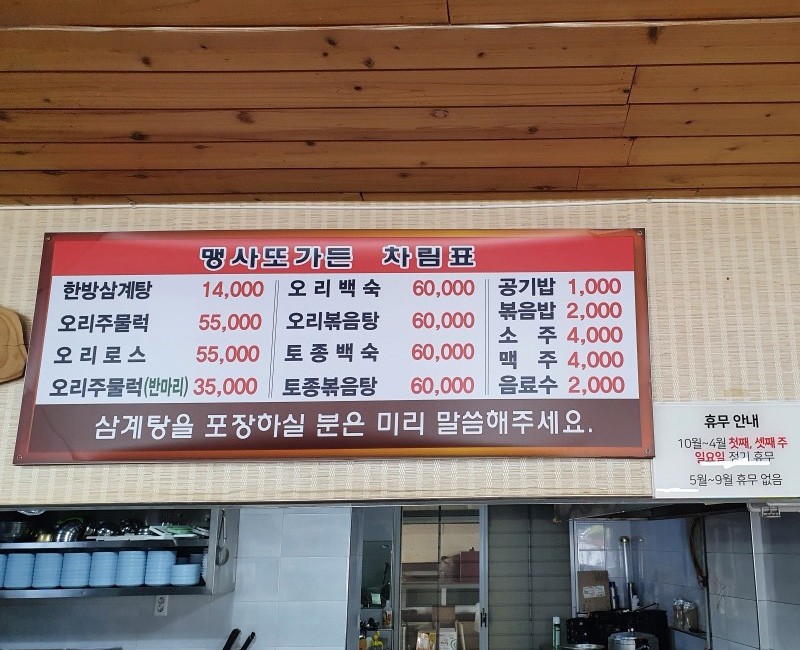 맹사또가든 차림표
한방삼계탕 14,000
오리주물럭 55,000
오리로스 55,000
오리주물럭(반마리) 35,000
오리백숙 60,000
오리볶음탕 60,000
토종백숙 60,000
토종볶음탕 60,000
공기밥 1,000
볶음밥 2,000
소주 4,000
맥주 4,000
음료수 2,000
삼계탕을 포장하실 분은 미리 말씀해주세요.
휴무 안내
10월~4월 첫째, 셋째 주
일요일 정기 휴무
5월~9월 휴무 없음